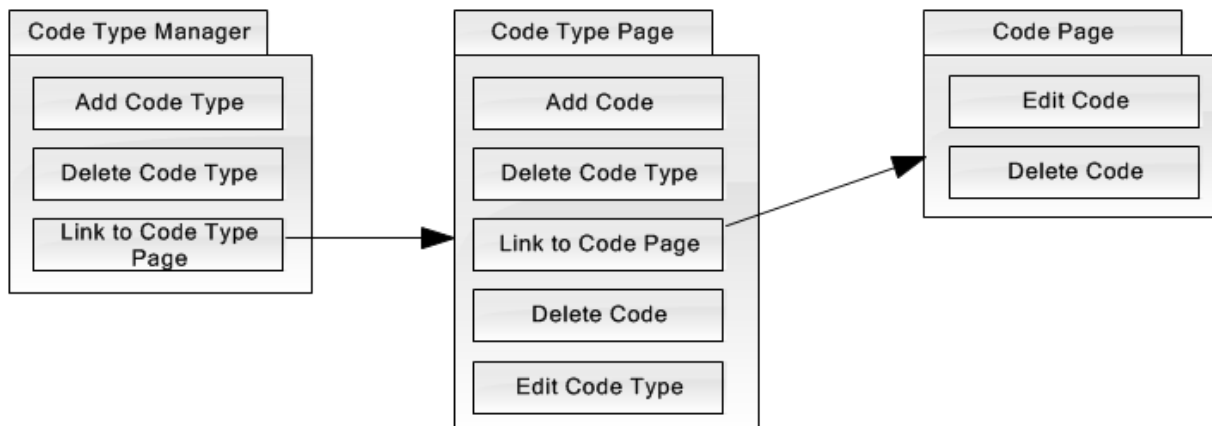 Code Type Manager
Add Code Type
Delete Code Type
Link to Code Type
Page
Code Type Page
Add Code
Delete Code Type
Link to Code Page
Delete Code
Edit Code Type
Code Page
Edit Code
Delete Code